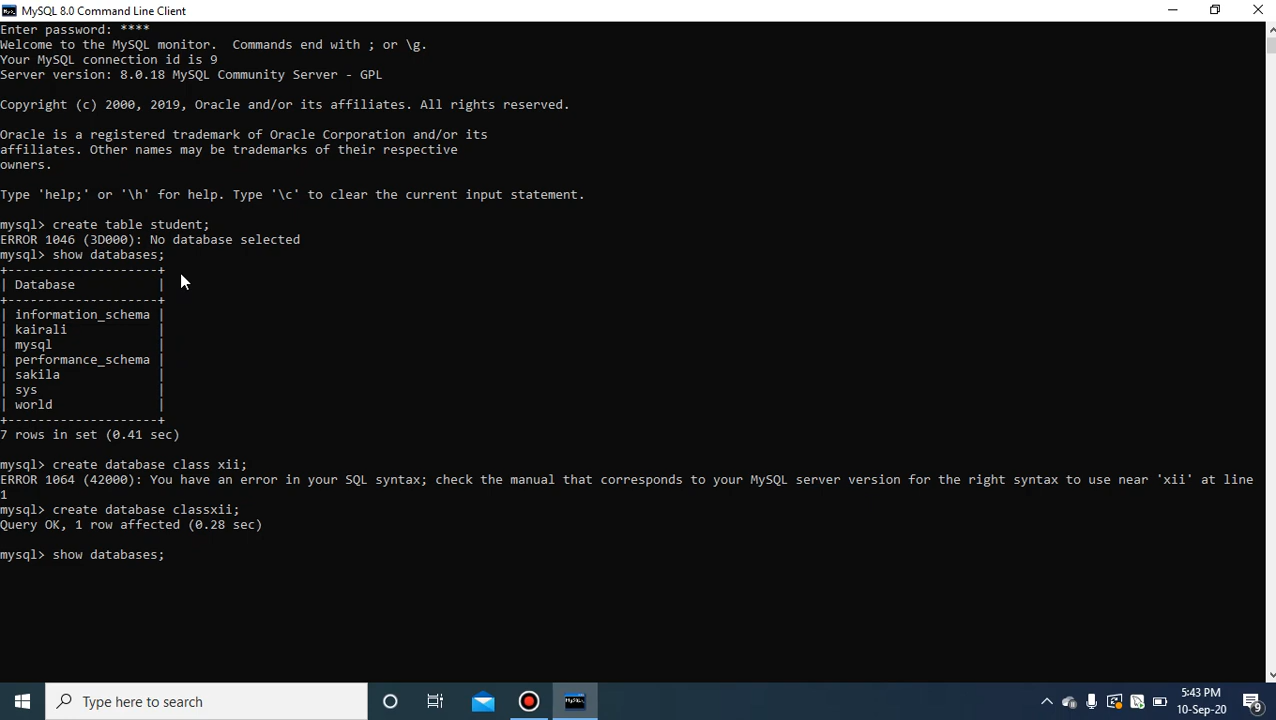 MySQL 8.0 Command Line Client
Enter password: ****
Welcome to the MySQL monitor.  Commands end with ; or \g.
Your MySQL connection id is 9
Server version: 8.0.18 MySQL Community Server - GPL
Copyright (c) 2000, 2019, Oracle and/or its affiliates. All rights reserved.
Oracle is a registered trademark of Oracle Corporation and/or its
affiliates. Other names may be trademarks of their respective
owners.
Type 'help;' or '\h' for help. Type '\c' to clear the current input statement.
mysql> create table student;
ERROR 1046 (3D000): No database selected
mysql> show databases;
+--------------------+
| Database           |
+--------------------+
| information_schema |
| kairali            |
| mysql              |
| performance_schema |
| sakila             |
| sys                |
| world              |
+--------------------+
7 rows in set (0.41 sec)
mysql> create database class xii;
ERROR 1064 (42000): You have an error in your SQL syntax; check the manual that corresponds to your MySQL server version for the right syntax to use near 'xii' at line
1
mysql> create database classxii;
Query OK, 1 row affected (0.28 sec)
mysql> show databases;
Type here to search
5:43 PM
10-Sep-20
9